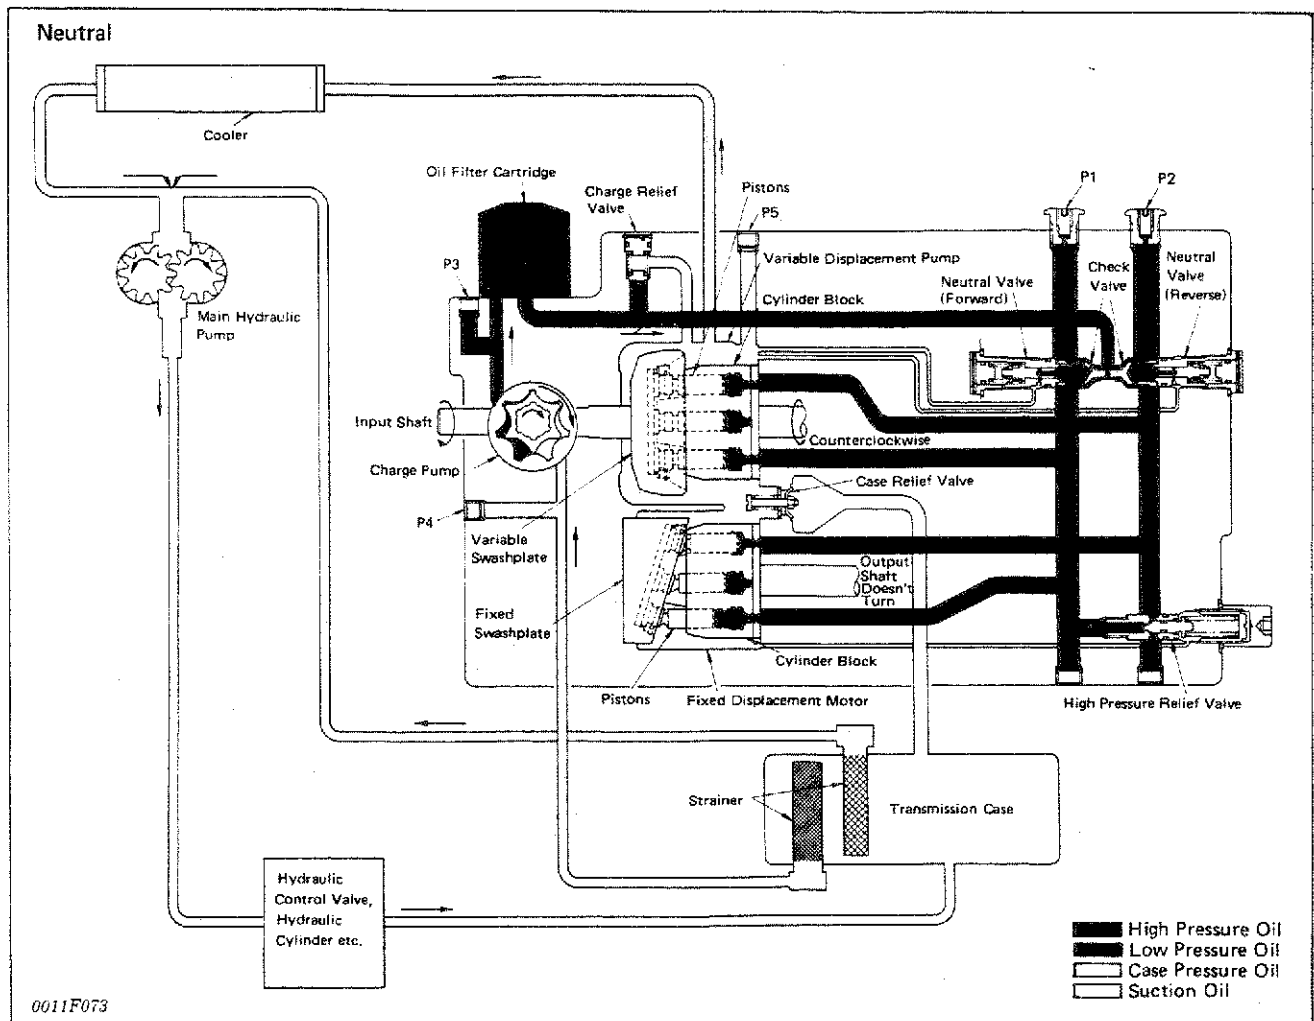 Neutral
Cooler
Oil Filter Cartridge
Charge Relief
Valve
Pistons
P5
P1
P2
P3
Variable Displacement Pump
Neutral Valve
(Forward)
Check
Valve
Neutral
Valve
(Reverse)
Cylinder Block
Main Hydraulic
Pump
Input Shaft
Charge Pump
Counterclockwise
Case Relief Valve
P4
Variable
Swashplate
Output
Shaft
Doesn't
Turn
Fixed
Swashplate
Cylinder Block
Pistons
Fixed Displacement Motor
High Pressure Relief Valve
Strainer
Transmission Case
Hydraulic
Control Valve,
Hydraulic
Cylinder etc.
High Pressure Oil
Low Pressure Oil
Case Pressure Oil
Suction Oil
0011F073